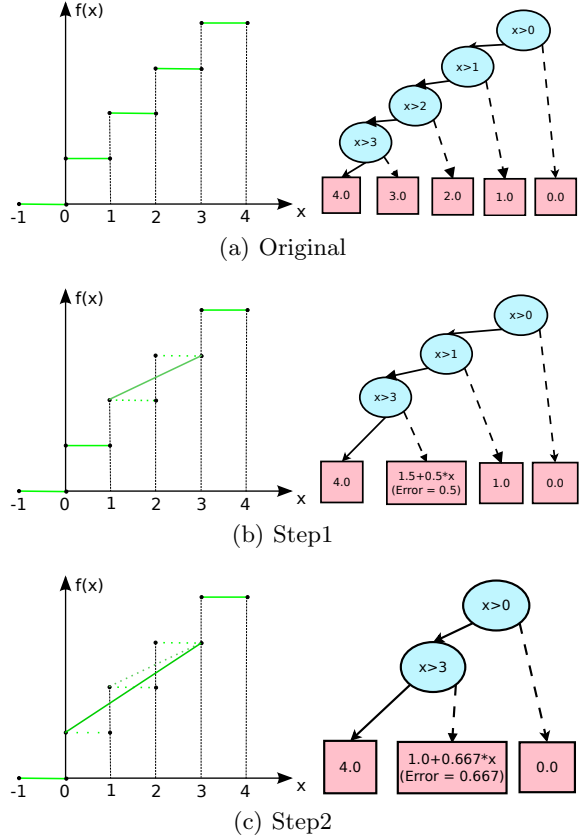 f(x)
x
-1 0 1 2 3 4
x>0
x>1
x>2
x>3
4.0 3.0 2.0 1.0 0.0
(a) Original
f(x)
x
-1 0 1 2 3 4
x>0
x>1
x>3
4.0
1.5+0.5*x
(Error = 0.5)
1.0
0.0
(b) Step1
f(x)
x
-1 0 1 2 3 4
x>0
x>3
4.0
1.0+0.667*x
(Error = 0.667)
0.0
(c) Step2